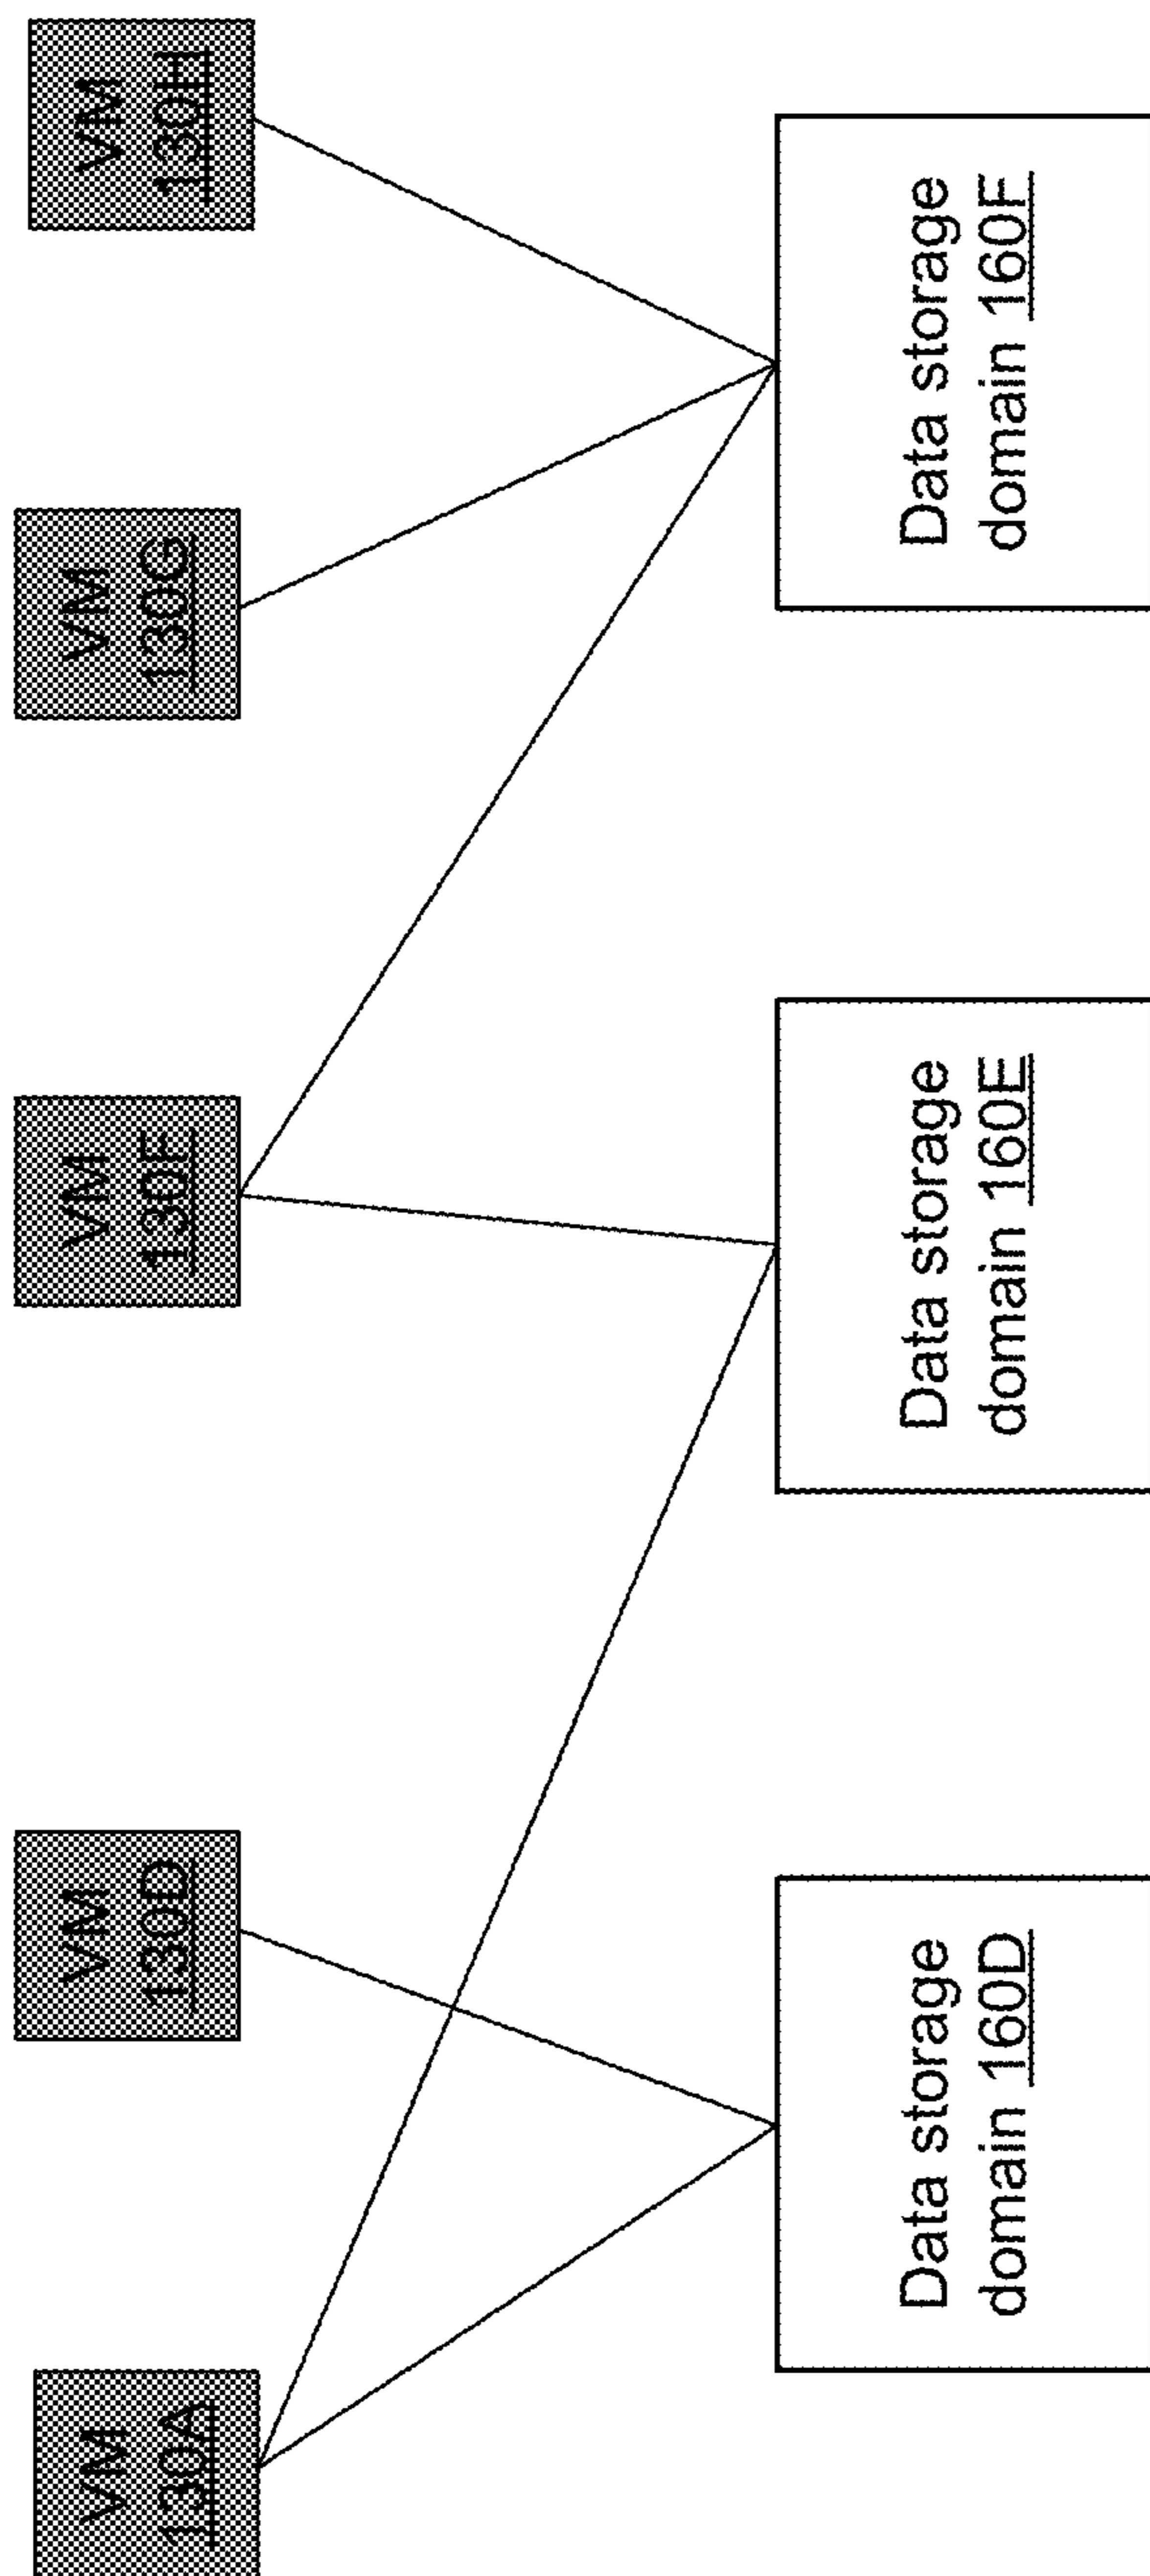 VM
130A
VM
130D
VM
130F
VM
130G
VM
130H
Data storage
domain 160D
Data storage
domain 160E
Data storage
domain 160F